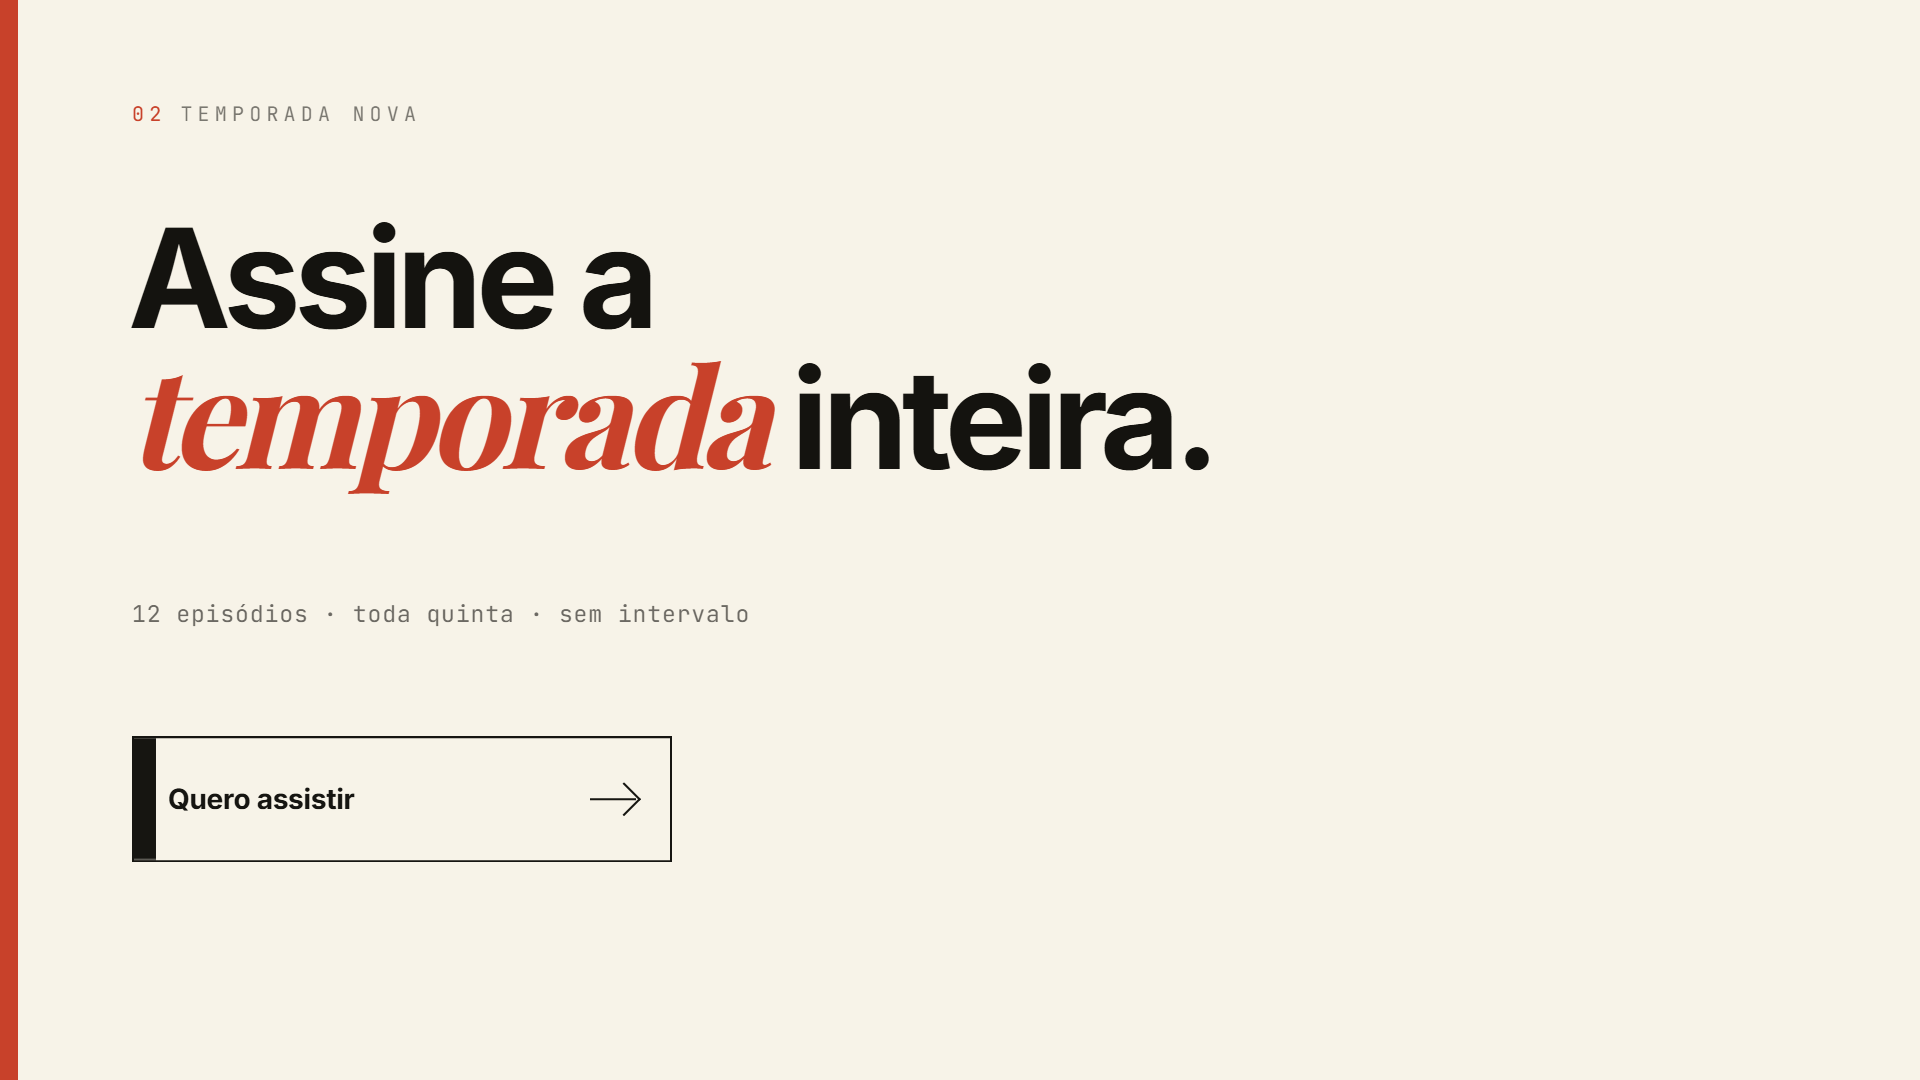 02 TEMPORADA NOVA
Assine a
temporada inteira.
12 episódios · toda quinta · sem intervalo
Quero assistir